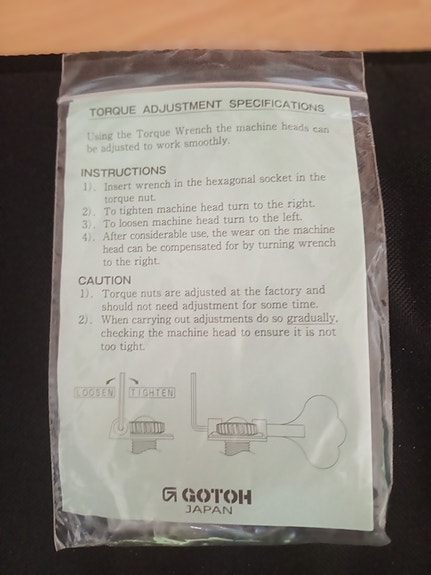 TORQUE ADJUSTMENT SPECIFICATIONS
Using the Torque Wrench the machine heads can
be adjusted to work smoothly.
INSTRUCTIONS
1). Insert wrench in the hexagonal socket in the
torque nut.
2). To tighten machine head turn to the right.
3). To loosen machine head turn to the left.
4). After considerable use, the wear on the machine
head can be compensated for by turning wrench
to the right.
CAUTION
1). Torque nuts are adjusted at the factory and
should not need adjustment for some time.
2). When carrying out adjustments do so gradually,
checking the machine head to ensure it is not
too tight.
LOOSEN TIGHTEN
GOTOH
JAPAN